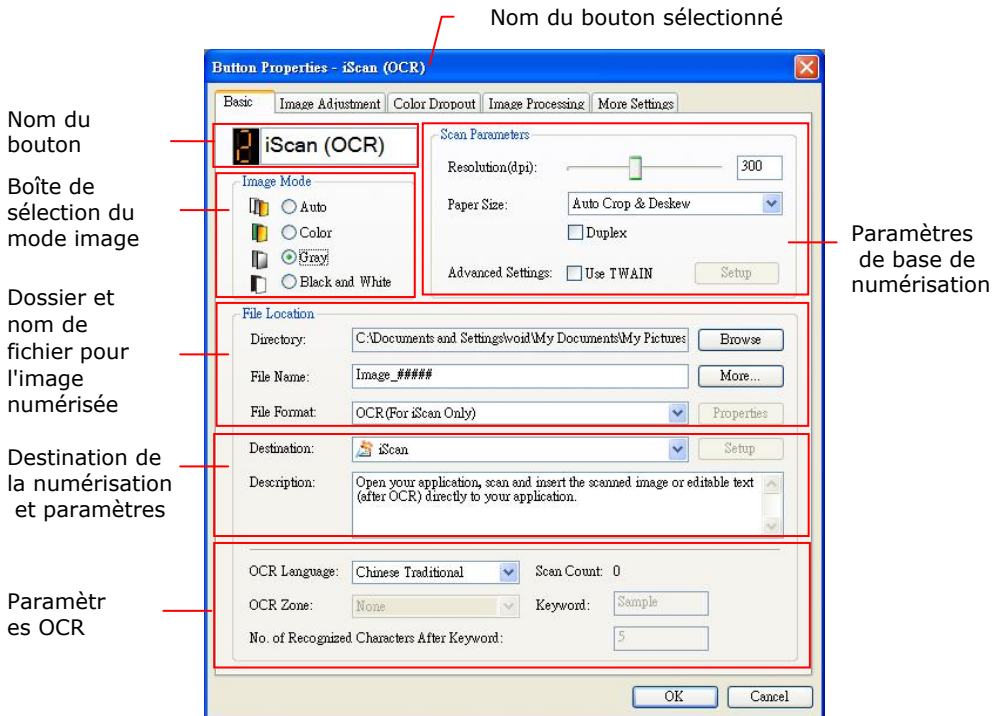 Nom du bouton sélectionné
Button Properties - iScan (OCR)
Basic
Image Adjustment
Color Dropout
Image Processing
More Settings
Nom du
bouton
2
iScan (OCR)
Boîte de
sélection du
mode image
Image Mode
Auto
Color
Gray
Black and White
Scan Parameters
Resolution(dpi):
300
Paper Size:
Auto Crop & Deskew
Duplex
Advanced Settings:
Use TWAIN
Setup
Paramètres
de base de
numérisation
Dossier et
nom de
fichier pour
l'image
numérisée
File Location
Directory:
C:\Documents and Settings\void\My Documents\My Pictures
Browse
File Name:
Image_#####
More...
File Format:
OCR(For iScan Only)
Properties
Destination de
la numérisation
et paramètres
Destination:
iScan
Setup
Description:
Open your application, scan and insert the scanned image or editable text
(after OCR) directly to your application.
Paramètr
es OCR
OCR Language:
Chinese Traditional
Scan Count: 0
OCR Zone:
None
Keyword:
Sample
No. of Recognized Characters After Keyword:
5
OK
Cancel